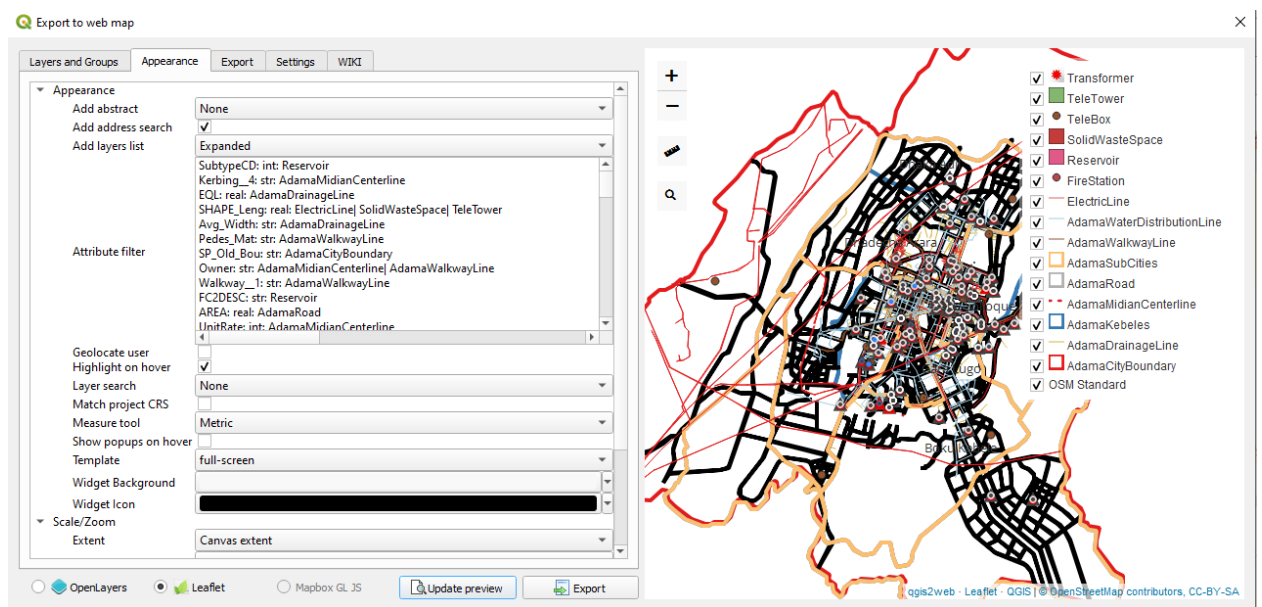 Export to web map
Layers and Groups
Appearance
Export
Settings
WIKI
Appearance
Add abstract
None
Add address search
Add layers list
Expanded
Attribute filter
SubtypeCD: int: Reservoir
Kerbing__4: str: AdamaMidianCenterline
EQL: real: AdamaDrainageLine
SHAPE_Leng: real: ElectricLine| SolidWasteSpace| TeleTower
Avg_Width: str: AdamaDrainageLine
Pedes_Mat: str: AdamaWalkwayLine
SP_Old_Bou: str: AdamaCityBoundary
Owner: str: AdamaMidianCenterline| AdamaWalkwayLine
Walkway__1: str: AdamaWalkwayLine
FC2DESC: str: Reservoir
AREA: real: AdamaRoad
UnitRate: int: AdamaMidianCenterline
Geolocate user
Highlight on hover
Layer search
None
Match project CRS
Measure tool
Metric
Show popups on hover
Template
full-screen
Widget Background
Widget Icon
Scale/Zoom
Extent
Canvas extent
OpenLayers
Leaflet
Mapbox GL JS
Update preview
Export
+
−
Transformer
TeleTower
TeleBox
SolidWasteSpace
Reservoir
FireStation
ElectricLine
AdamaWaterDistributionLine
AdamaWalkwayLine
AdamaSubCities
AdamaRoad
AdamaMidianCenterline
AdamaKebeles
AdamaDrainageLine
AdamaCityBoundary
OSM Standard
qgis2web · Leaflet · QGIS | © OpenStreetMap contributors, CC-BY-SA